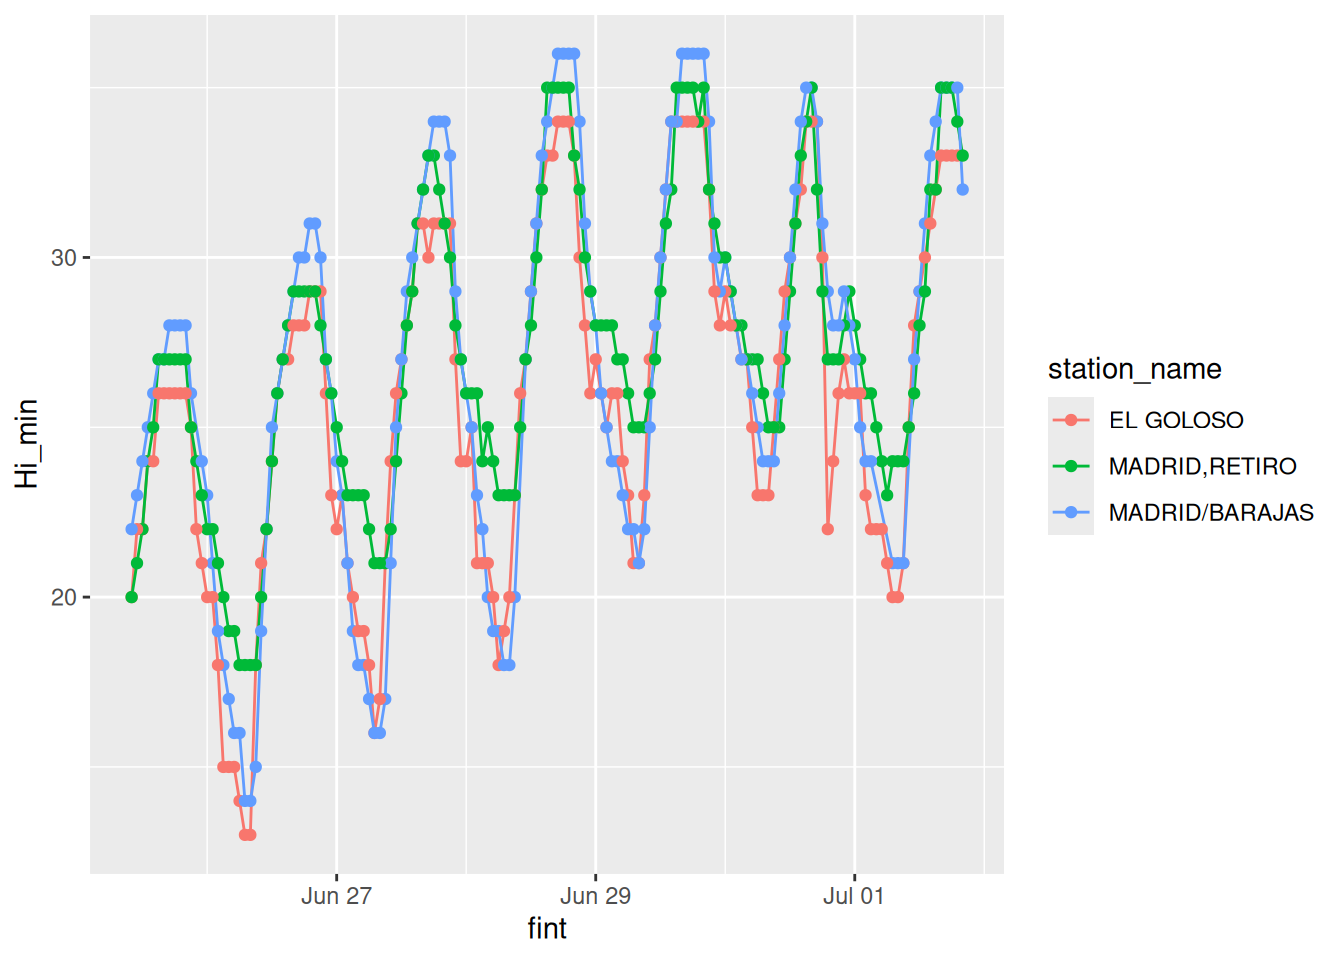 Hi_min
30
20
Jun 27
Jun 29
Jul 01
fint
station_name
EL GOLOSO
MADRID,RETIRO
MADRID/BARAJAS